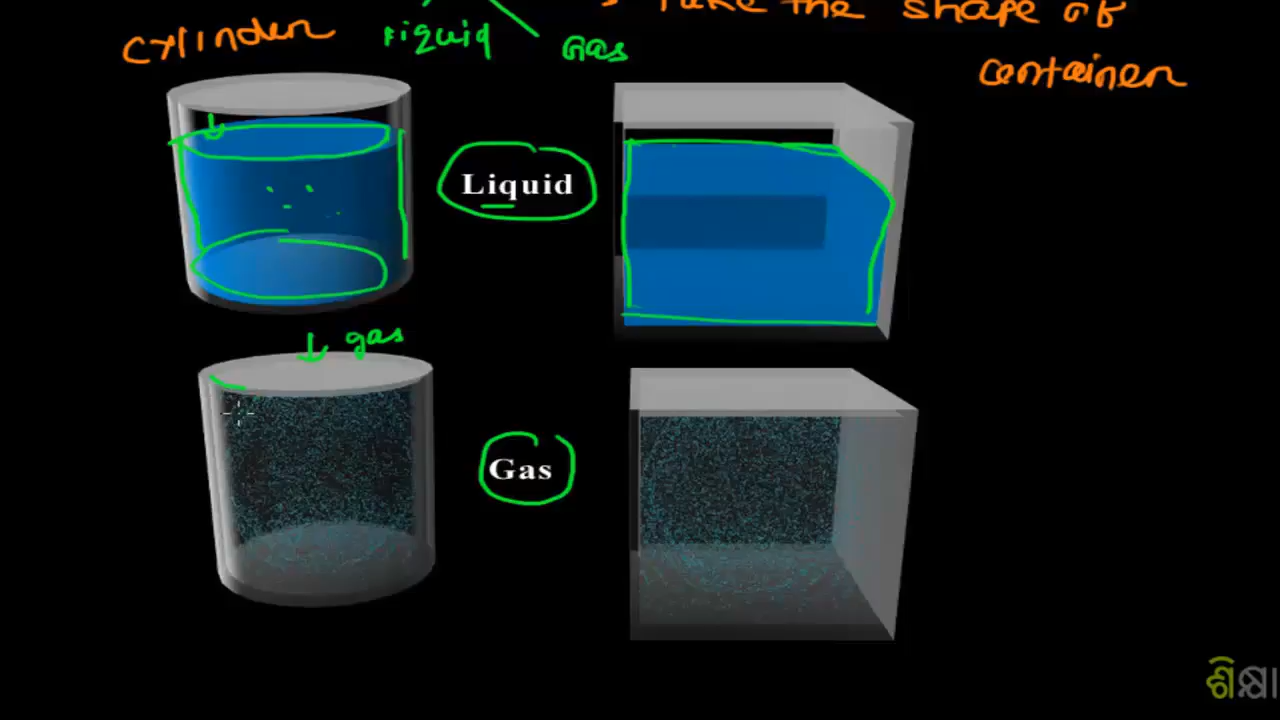 Take the shape of
cylinder liquid Gas
container
Liquid
gas
Gas
ଶିକ୍ଷା